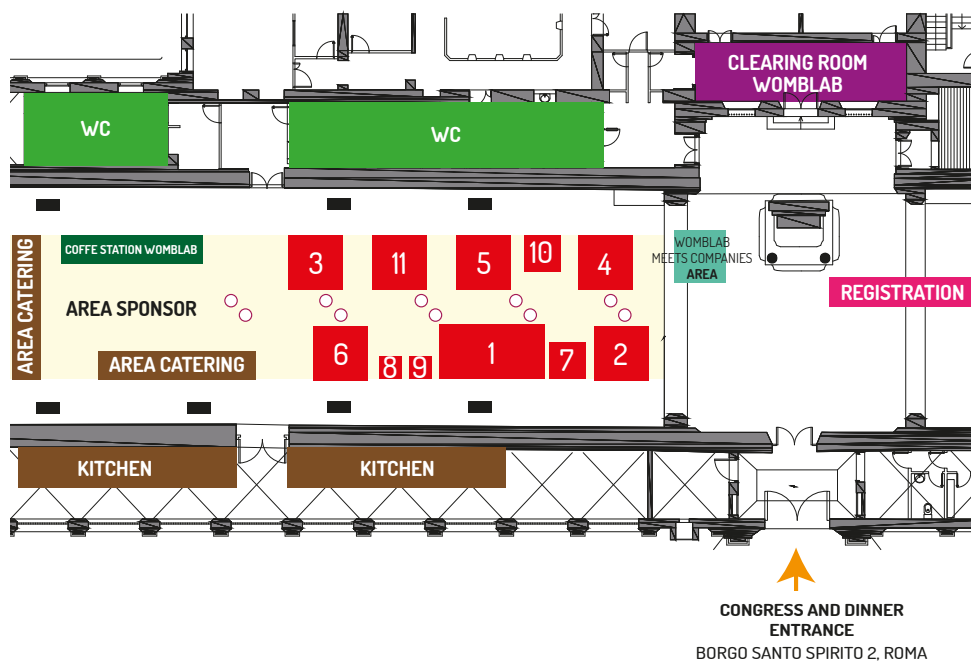 CLEARING ROOM
WOMBLAB
WC
WC
COFFE STATION WOMBLAB
3
11
5
10
4
WOMBLAB
MEETS COMPANIES
AREA
AREA CATERING
AREA SPONSOR
REGISTRATION
AREA CATERING
6
8
9
1
7
2
KITCHEN
KITCHEN
CONGRESS AND DINNER
ENTRANCE
BORGO SANTO SPIRITO 2, ROMA